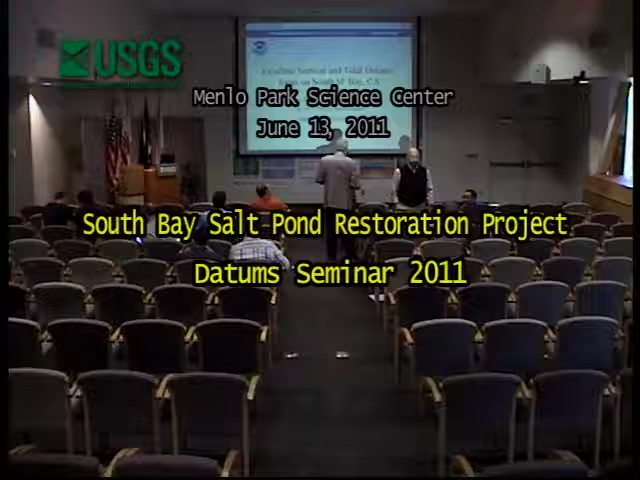 USGS
Menlo Park Science Center
June 13, 2011
South Bay Salt Pond Restoration Project
Datums Seminar 2011